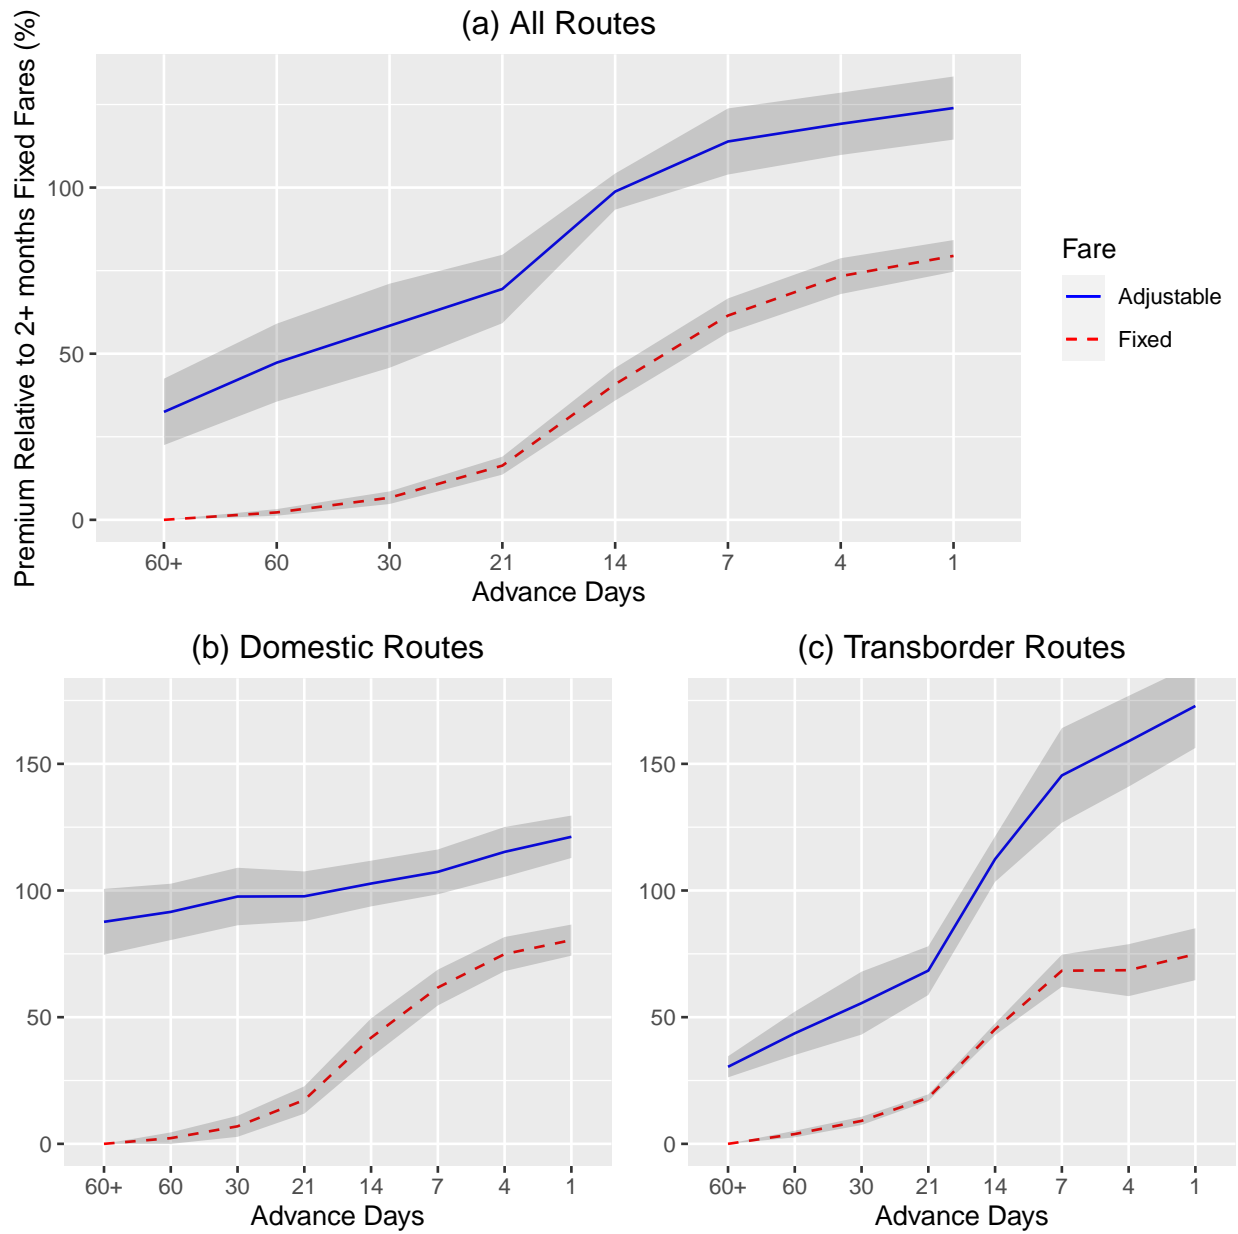 (a) All Routes
Premium Relative to 2+ months Fixed Fares (%)
100
50
0
60+ 60 30 21 14 7 4 1
Advance Days
Fare
Adjustable
Fixed
(b) Domestic Routes
150
100
50
0
60+ 60 30 21 14 7 4 1
Advance Days
(c) Transborder Routes
150
100
50
0
60+ 60 30 21 14 7 4 1
Advance Days